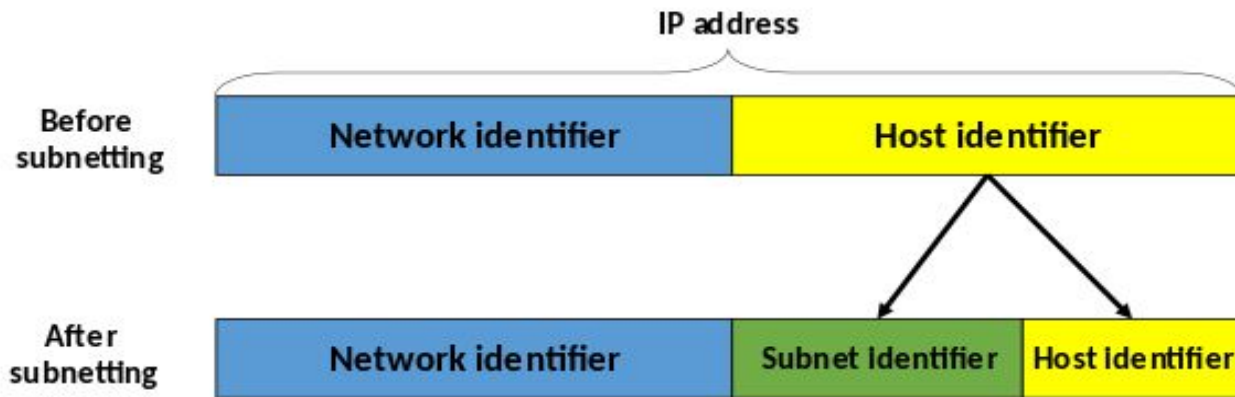 IP address
Before
subnetting
Network identifier
Host identifier
After
subnetting
Network identifier
Subnet identifier
Host identifier